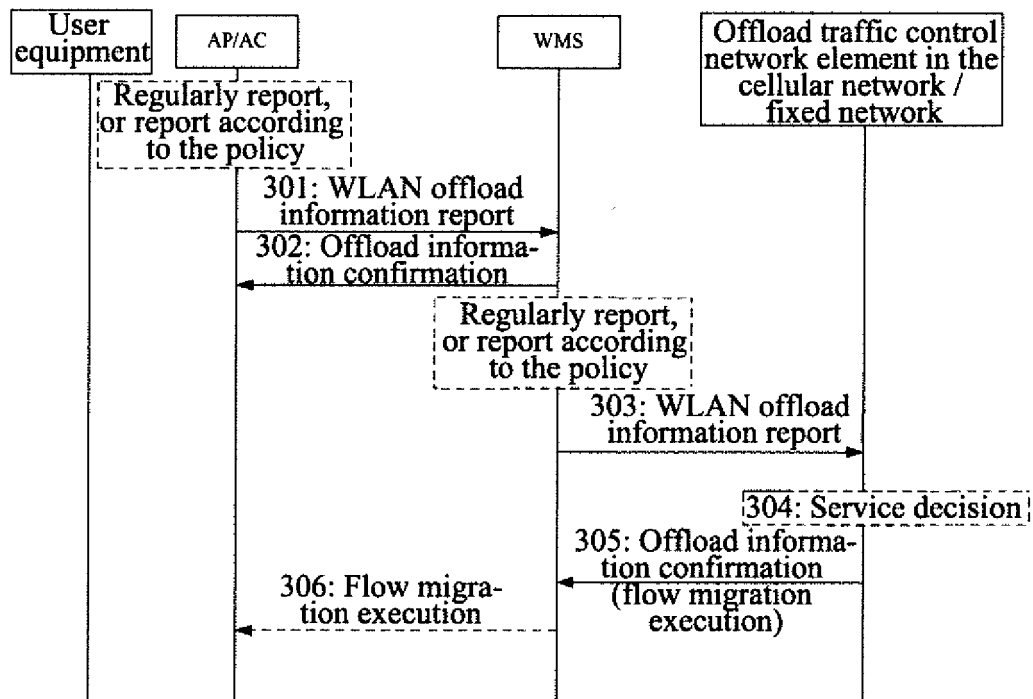 User
equipment
AP/AC
WMS
Offload traffic control
network element in the
cellular network /
fixed network
Regularly report,
or report according
to the policy
301: WLAN offload
information report
302: Offload informa-
tion confirmation
Regularly report,
or report according
to the policy
303: WLAN offload
information report
304: Service decision
305: Offload informa-
tion confirmation
(flow migration
execution)
306: Flow migra-
tion execution